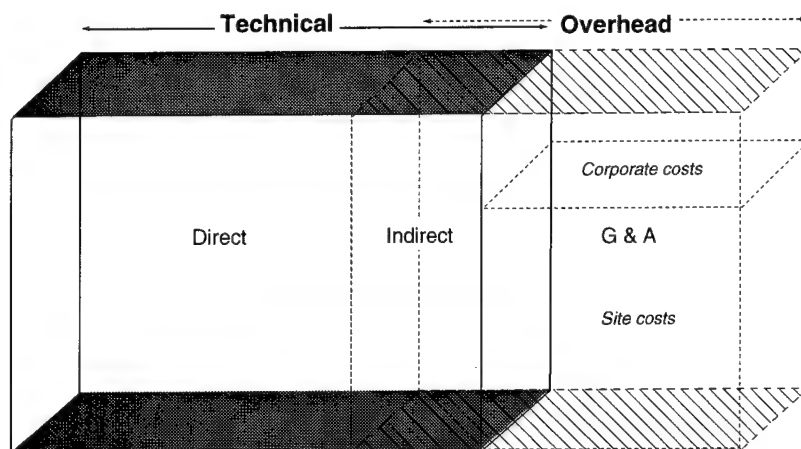 Technical
Overhead
Corporate costs
Direct
Indirect
G & A
Site costs